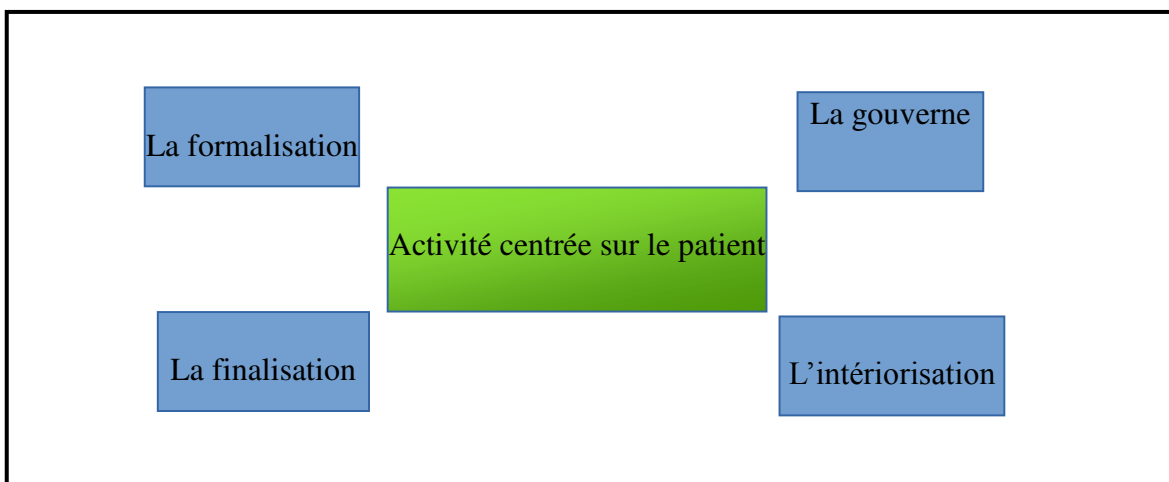 La formalisation
La gouverne
Activité centrée sur le patient
La finalisation
L’intériorisation